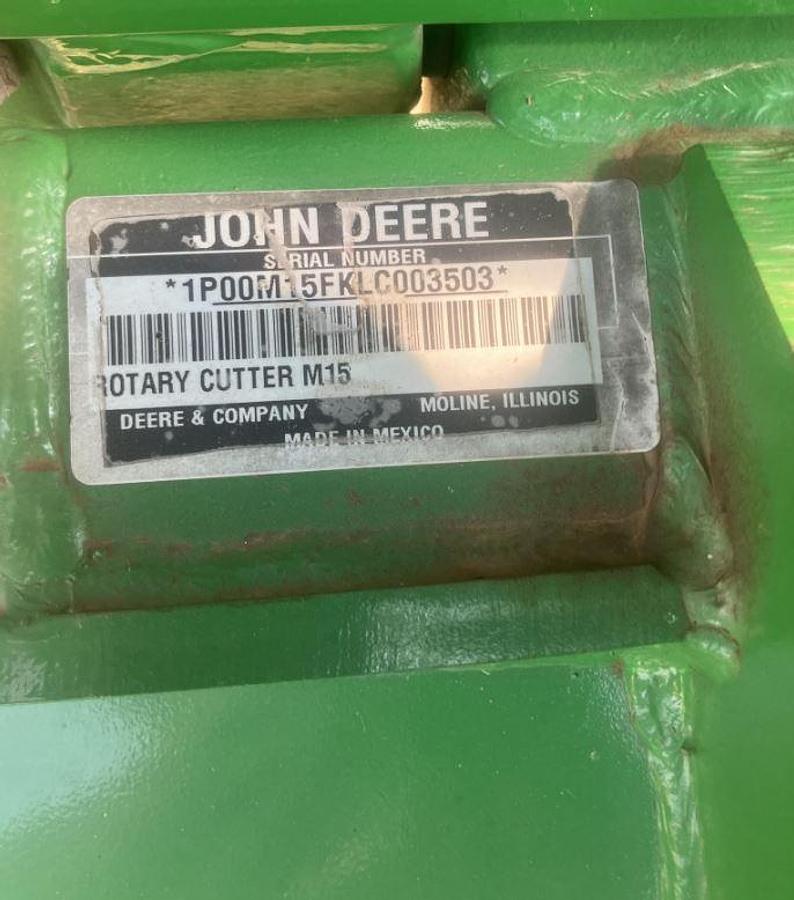 JOHN DEERE
SERIAL NUMBER
*1P00M15FKLC003503*
ROTARY CUTTER M15
DEERE & COMPANY MOLINE, ILLINOIS
MADE IN MEXICO